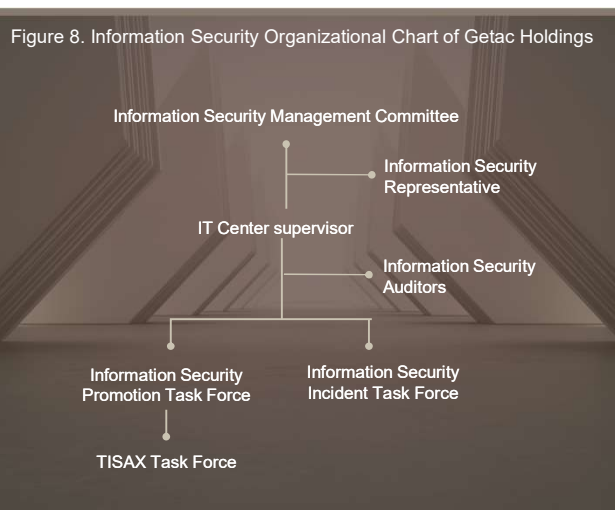 Figure 8. Information Security Organizational Chart of Getac Holdings
Information Security Management Committee
Information Security
Representative
IT Center supervisor
Information Security
Auditors
Information Security
Promotion Task Force
Information Security
Incident Task Force
TISAX Task Force